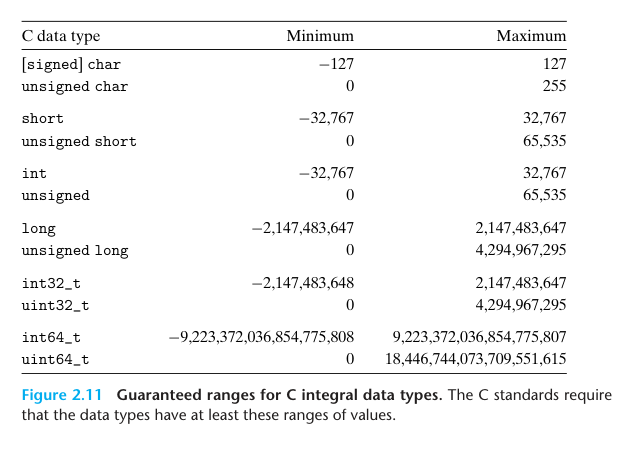 C data type Minimum Maximum
[signed] char −127 127
unsigned char 0 255
short −32,767 32,767
unsigned short 0 65,535
int −32,767 32,767
unsigned 0 65,535
long −2,147,483,647 2,147,483,647
unsigned long 0 4,294,967,295
int32_t −2,147,483,648 2,147,483,647
uint32_t 0 4,294,967,295
int64_t −9,223,372,036,854,775,808 9,223,372,036,854,775,807
uint64_t 0 18,446,744,073,709,551,615
Figure 2.11 Guaranteed ranges for C integral data types. The C standards require
that the data types have at least these ranges of values.